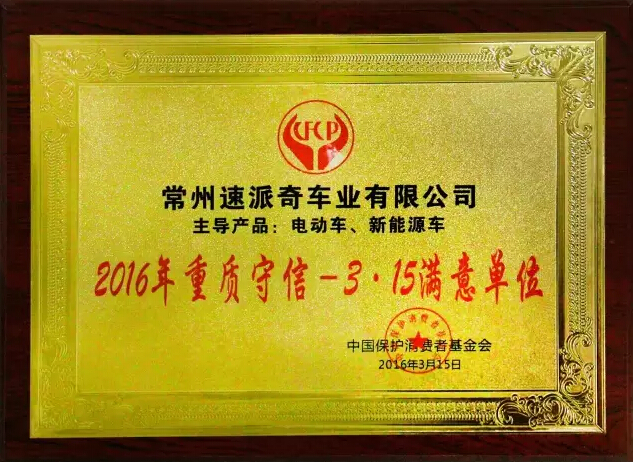 CFCP
常州速派奇车业有限公司
主导产品：电动车、新能源车
2016年重质守信－3·15满意单位
中国保护消费者基金会
2016年3月15日